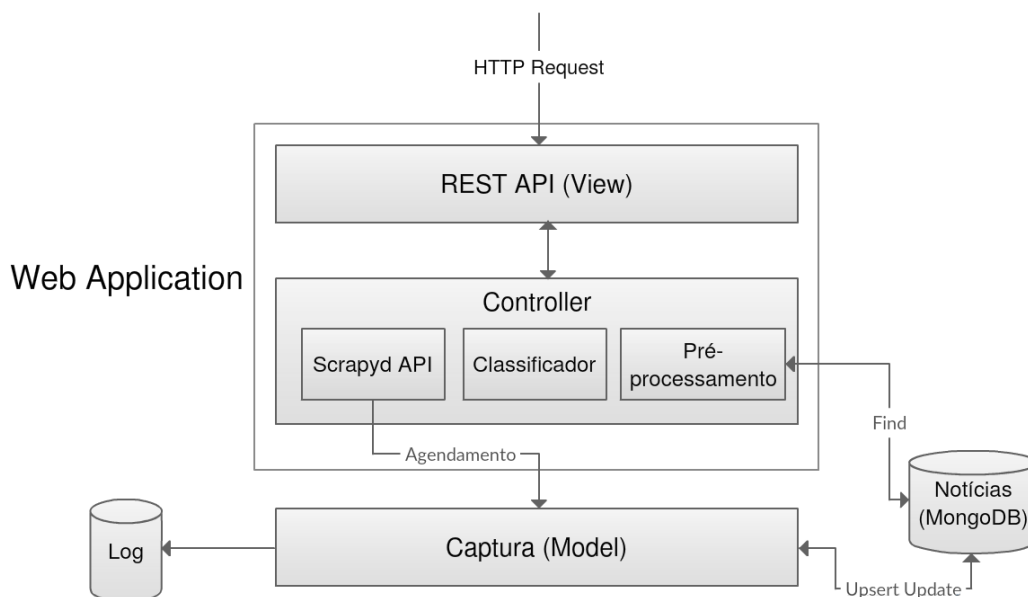 HTTP Request
REST API (View)
Web Application
Controller
Scrapyd API
Classificador
Pré-
processamento
Find
Agendamento
Notícias
(MongoDB)
Log
Captura (Model)
Upsert Update